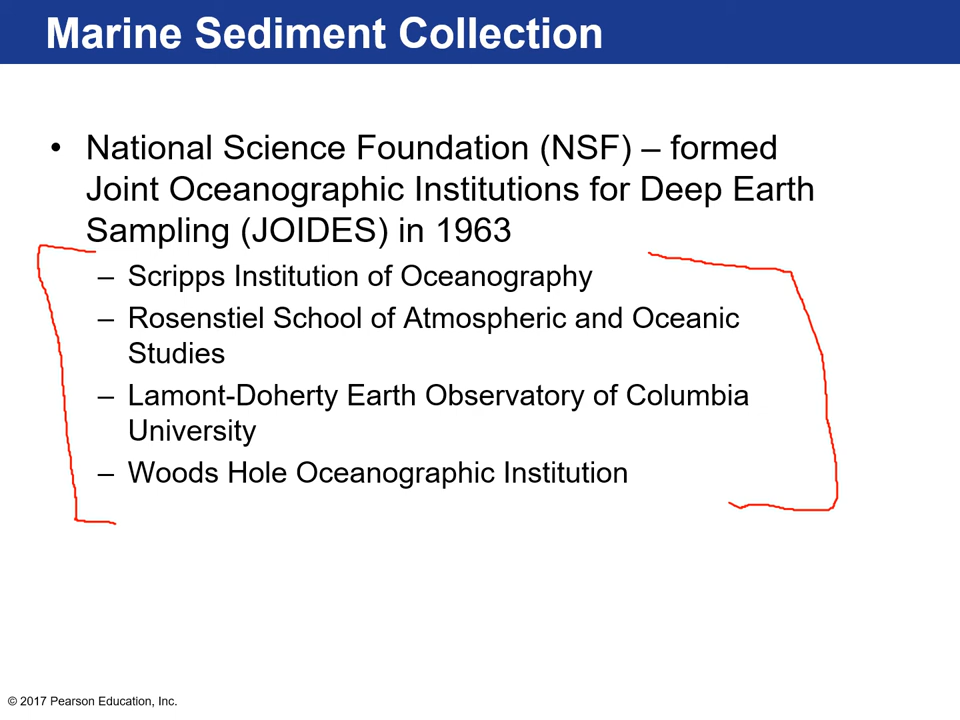 Marine Sediment Collection
• National Science Foundation (NSF) – formed
Joint Oceanographic Institutions for Deep Earth
Sampling (JOIDES) in 1963
– Scripps Institution of Oceanography
– Rosenstiel School of Atmospheric and Oceanic
Studies
– Lamont-Doherty Earth Observatory of Columbia
University
– Woods Hole Oceanographic Institution
© 2017 Pearson Education, Inc.